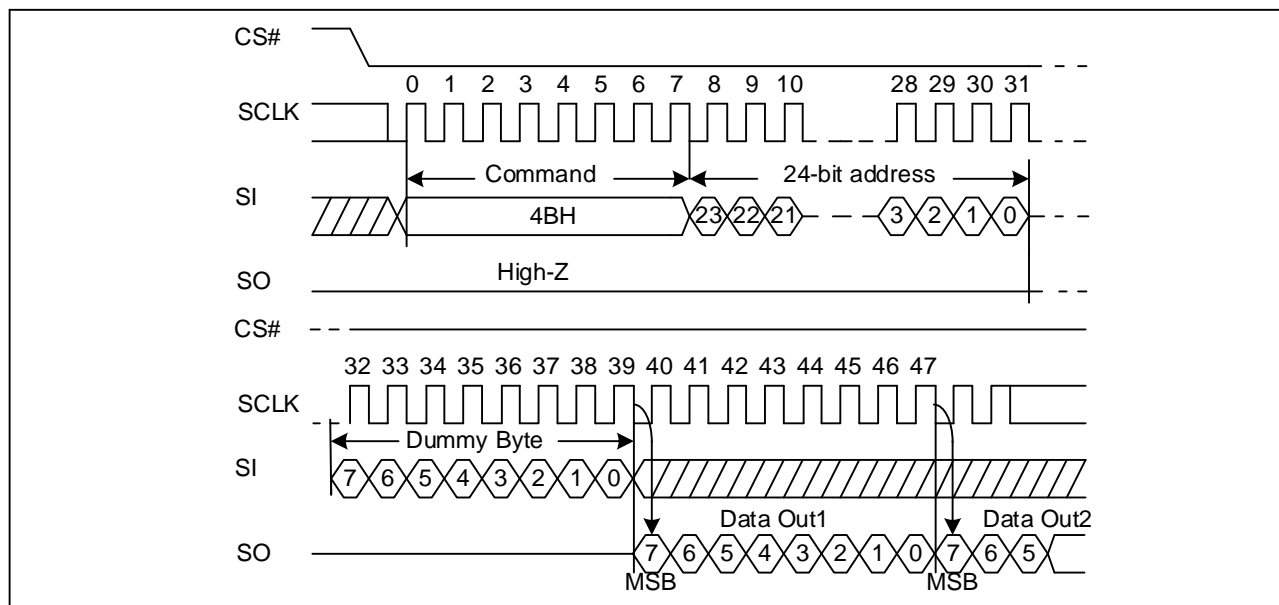 CS#
0 1 2 3 4 5 6 7 8 9 10 28 29 30 31
SCLK
Command 24-bit address
SI
4BH 23 22 21 3 2 1 0
High-Z
SO
CS#
32 33 34 35 36 37 38 39 40 41 42 43 44 45 46 47
SCLK
Dummy Byte
SI
7 6 5 4 3 2 1 0
Data Out1 Data Out2
SO
7 6 5 4 3 2 1 0 7 6 5
MSB MSB